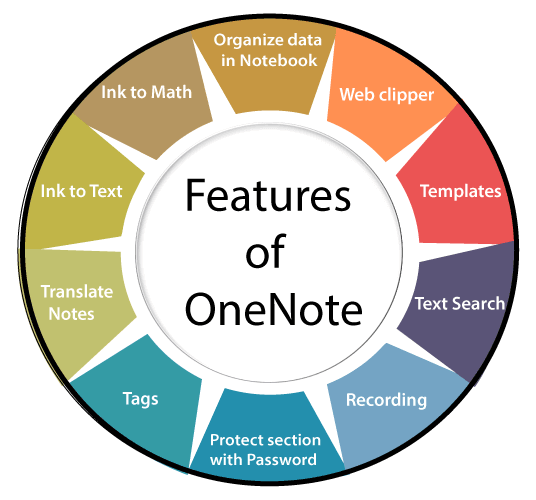 Features
of
OneNote
Organize data
in Notebook
Web clipper
Templates
Text Search
Recording
Protect section
with Password
Tags
Translate
Notes
Ink to Text
Ink to Math